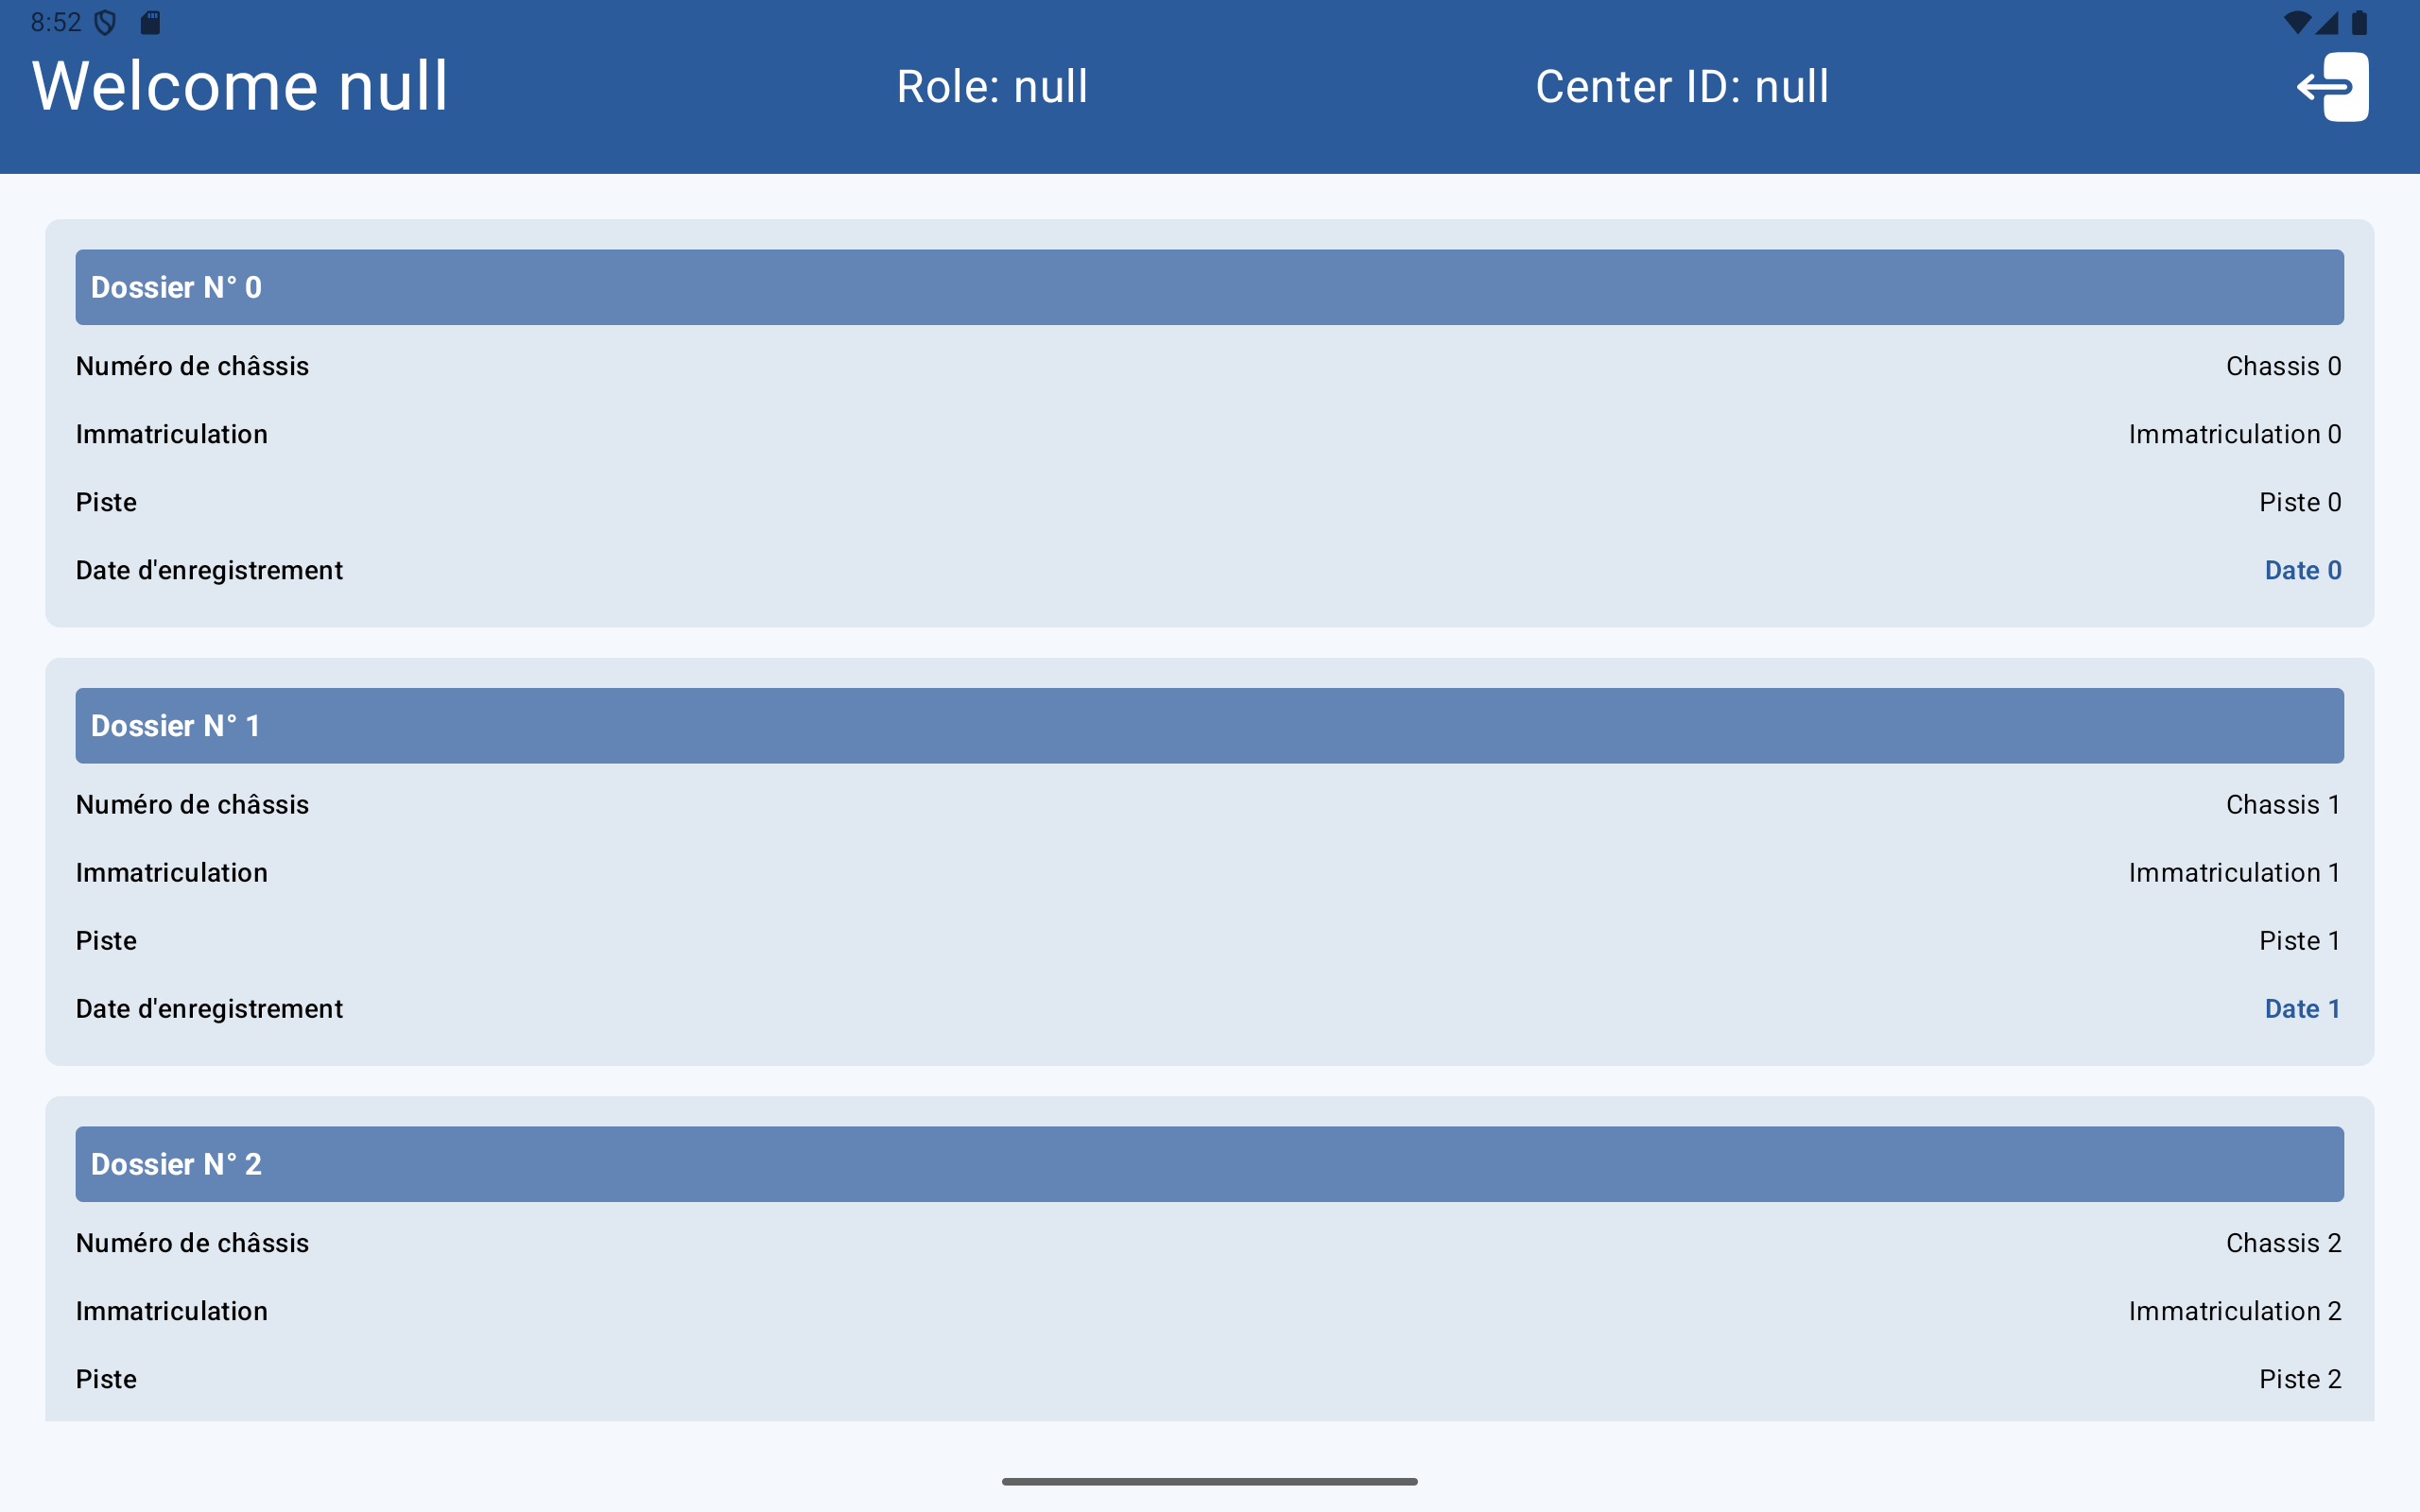 8:52
Welcome null
Role: null
Center ID: null
Dossier N° 0
Numéro de châssis Chassis 0
Immatriculation Immatriculation 0
Piste Piste 0
Date d'enregistrement Date 0
Dossier N° 1
Numéro de châssis Chassis 1
Immatriculation Immatriculation 1
Piste Piste 1
Date d'enregistrement Date 1
Dossier N° 2
Numéro de châssis Chassis 2
Immatriculation Immatriculation 2
Piste Piste 2